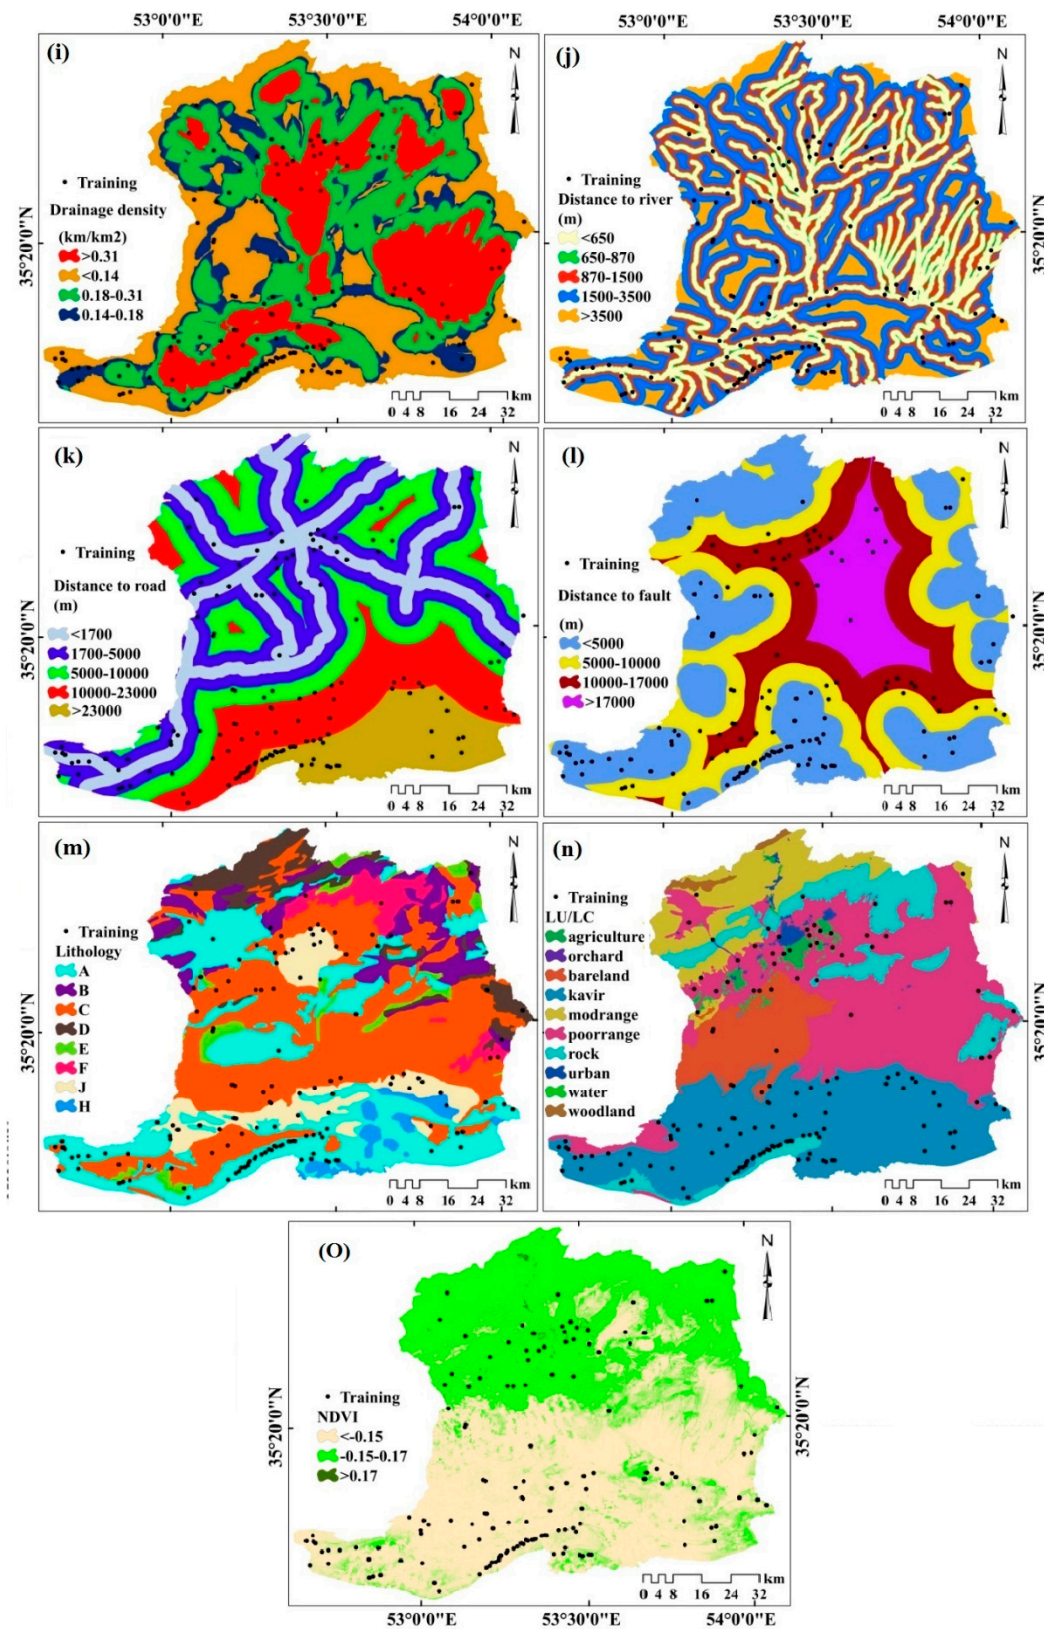 53°0'0"E 53°30'0"E 54°0'0"E 53°0'0"E 53°30'0"E 54°0'0"E
(i)
N
Training
Drainage density
(km/km2)
>0.31
<0.14
0.18-0.31
0.14-0.18
35°20'0"N
km
0 4 8 16 24 32
(j)
N
Training
Distance to river
(m)
<650
650-870
870-1500
1500-3500
>3500
35°20'0"N
km
0 4 8 16 24 32
(k)
N
Training
Distance to road
(m)
<1700
1700-5000
5000-10000
10000-23000
>23000
35°20'0"N
km
0 4 8 16 24 32
(l)
N
Training
Distance to fault
(m)
<5000
5000-10000
10000-17000
>17000
35°20'0"N
km
0 4 8 16 24 32
(m)
N
Training
Lithology
A
B
C
D
E
F
J
H
35°20'0"N
km
0 4 8 16 24 32
(n)
N
Training
LU/LC
agriculture
orchard
bareland
kavir
modrange
poorrange
rock
urban
water
woodland
35°20'0"N
km
0 4 8 16 24 32
(O)
N
Training
NDVI
<-0.15
-0.15-0.17
>0.17
35°20'0"N
35°20'0"N
km
0 4 8 16 24 32
53°0'0"E 53°30'0"E 54°0'0"E